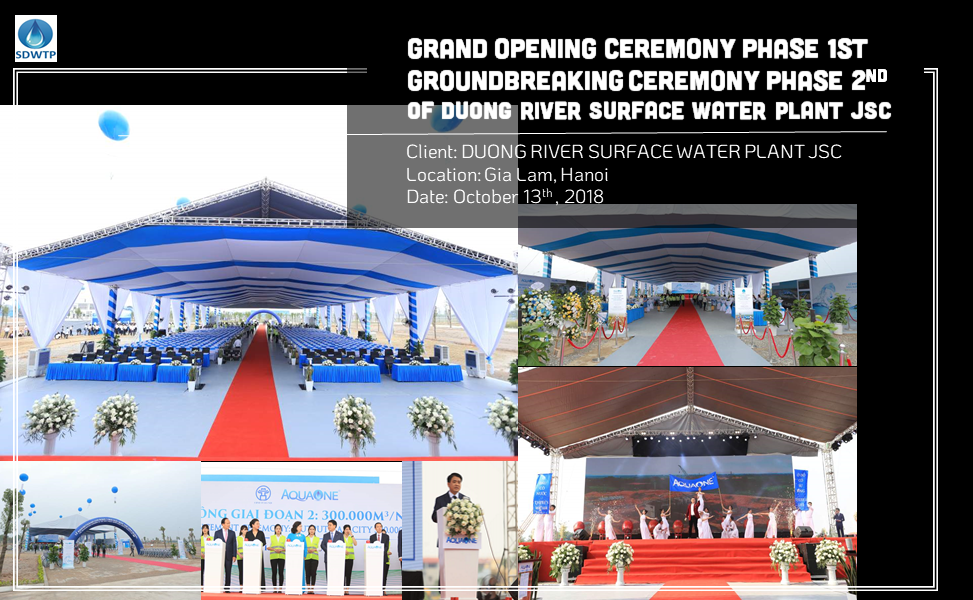 SDWTP
GRAND OPENING CEREMONY PHASE 1ST
GROUNDBREAKING CEREMONY PHASE 2ND
OF DUONG RIVER SURFACE WATER PLANT JSC
Client: DUONG RIVER SURFACE WATER PLANT JSC
Location: Gia Lam, Hanoi
Date: October 13th, 2018
AQUAONE
AQUAONE
GIAI ĐOẠN 2: 300.000M³/N
AQUAONE